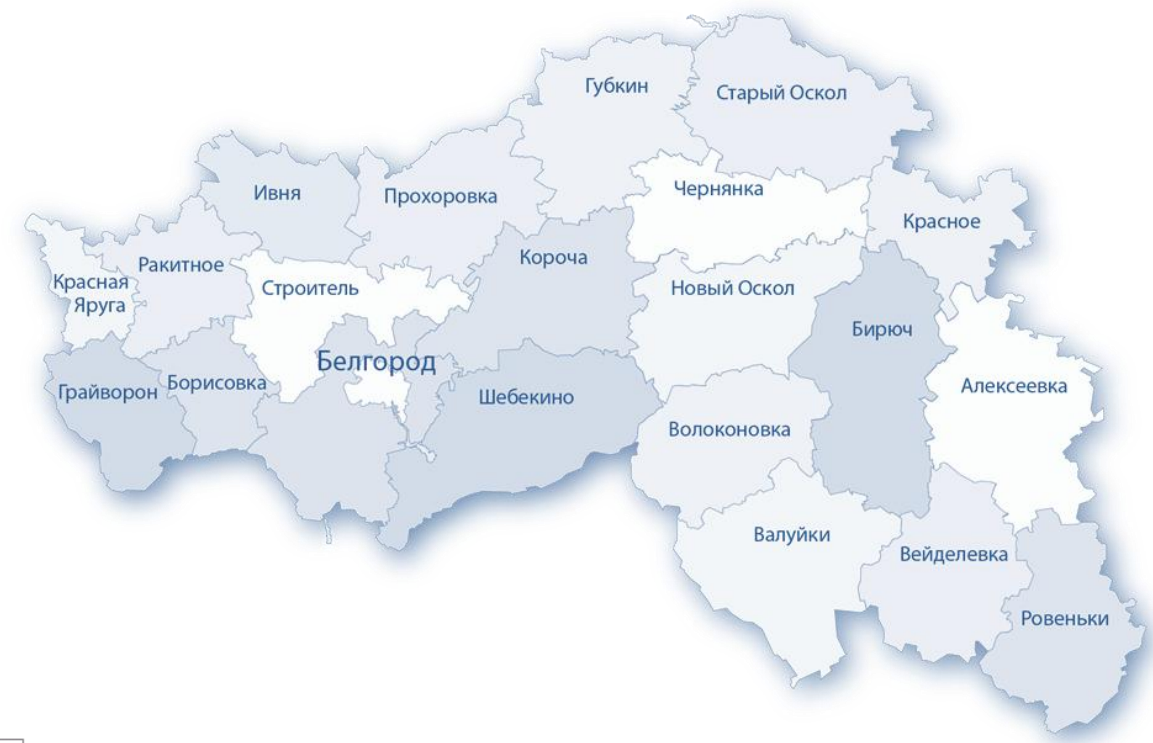 Губкин
Старый Оскол
Ивня
Прохоровка
Чернянка
Красное
Ракитное
Короча
Красная
Яруга
Строитель
Новый Оскол
Бирюч
Белгород
Грайворон
Борисовка
Шебекино
Алексеевка
Волоконовка
Валуйки
Вейделевка
Ровеньки